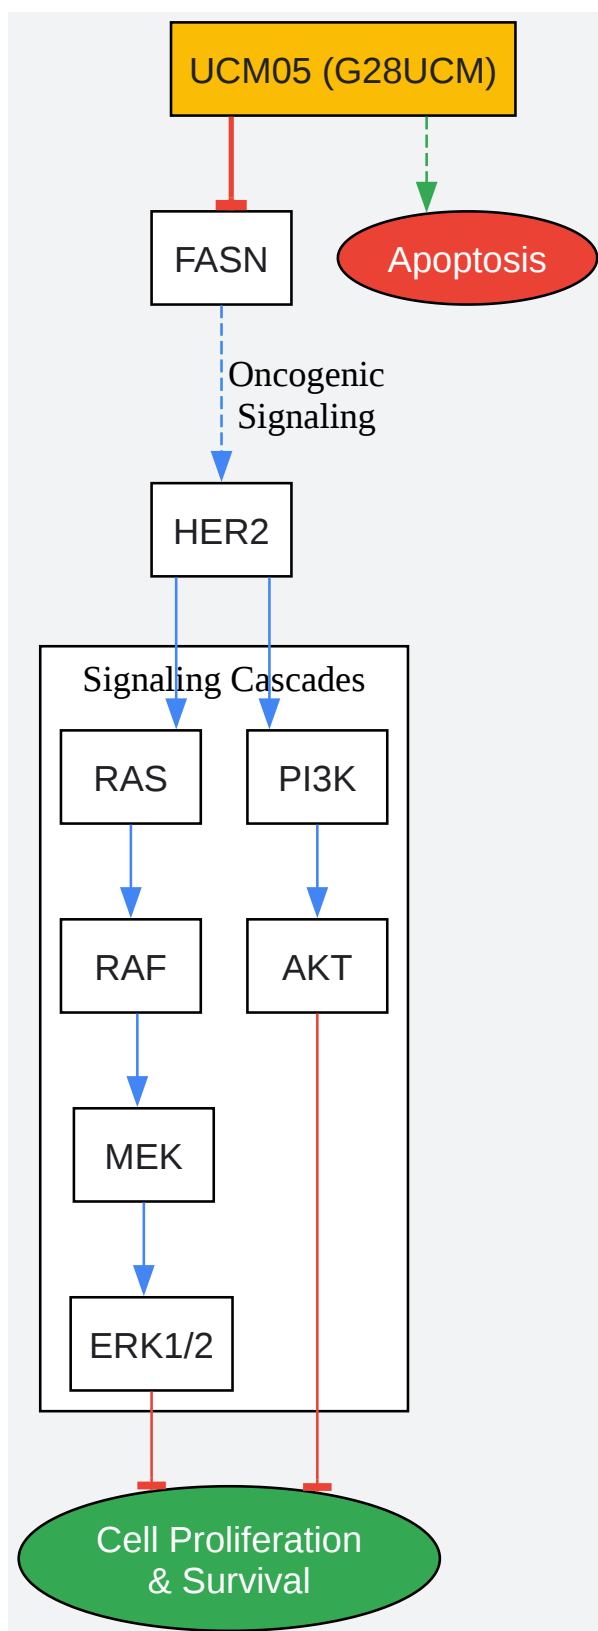 UCM05 (G28UCM)
FASN
Apoptosis
Oncogenic
Signaling
HER2
Signaling Cascades
RAS
PI3K
RAF
AKT
MEK
ERK1/2
Cell Proliferation
& Survival